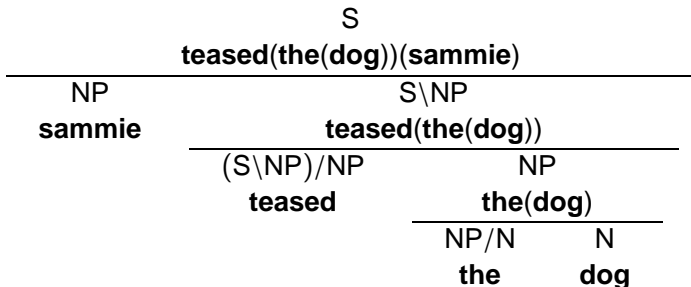 S
teased(the(dog))(sammie)
NP S\NP
sammie teased(the(dog))
(S\NP)/NP NP
teased the(dog)
NP/N N
the dog